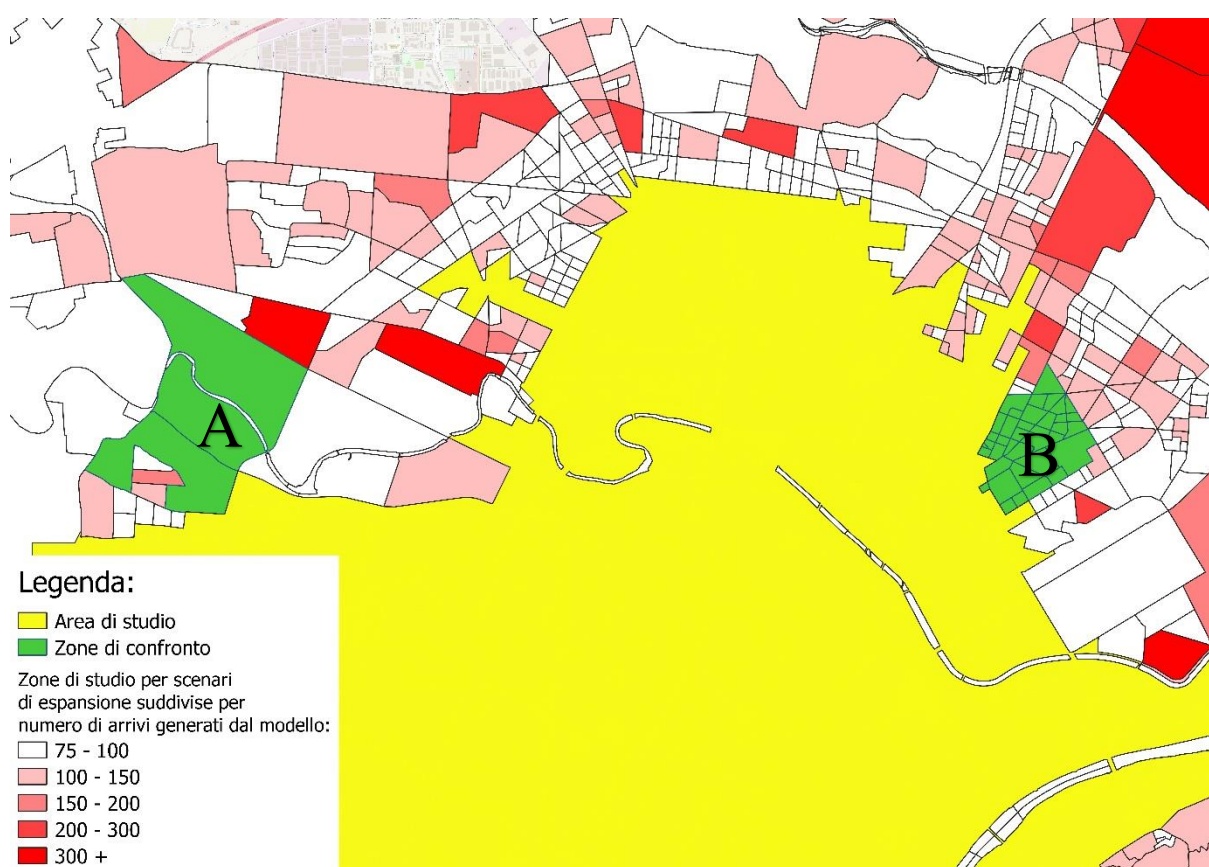 A
B
Legenda:
Area di studio
Zone di confronto
Zone di studio per scenari
di espansione suddivise per
numero di arrivi generati dal modello:
75 - 100
100 - 150
150 - 200
200 - 300
300 +